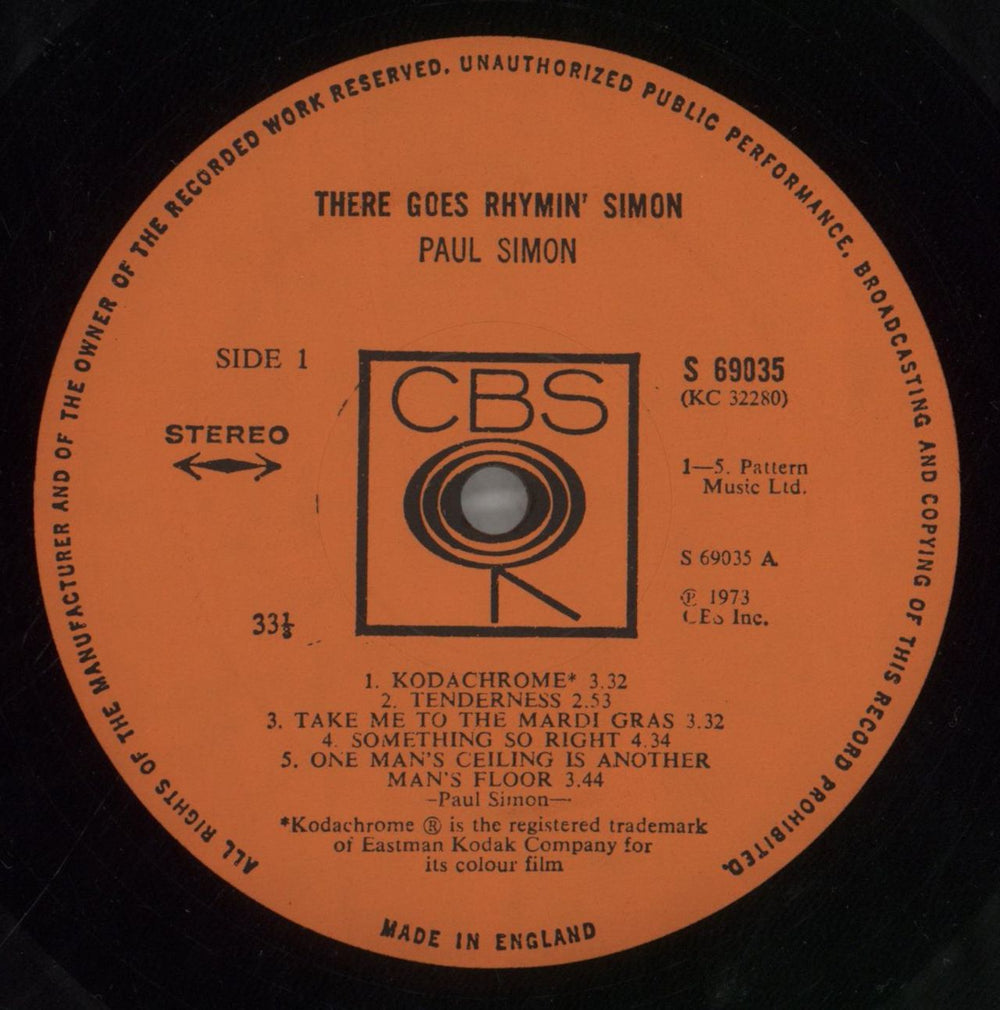 ALL RIGHTS OF THE MANUFACTURER AND OF THE OWNER OF THE RECORDED WORK RESERVED. UNAUTHORIZED PUBLIC PERFORMANCE, BROADCASTING AND COPYING OF THIS RECORD PROHIBITED.
THERE GOES RHYMIN' SIMON
PAUL SIMON
SIDE 1
STEREO
33⅓
CBS
S 69035
(KC 32280)
1—5. Pattern
Music Ltd.
S 69035 A
℗ 1973
CBS Inc.
1. KODACHROME* 3.32
2. TENDERNESS 2.53
3. TAKE ME TO THE MARDI GRAS 3.32
4. SOMETHING SO RIGHT 4.34
5. ONE MAN'S CEILING IS ANOTHER
MAN'S FLOOR 3.44
–Paul Simon—
*Kodachrome ® is the registered trademark
of Eastman Kodak Company for
its colour film
MADE IN ENGLAND